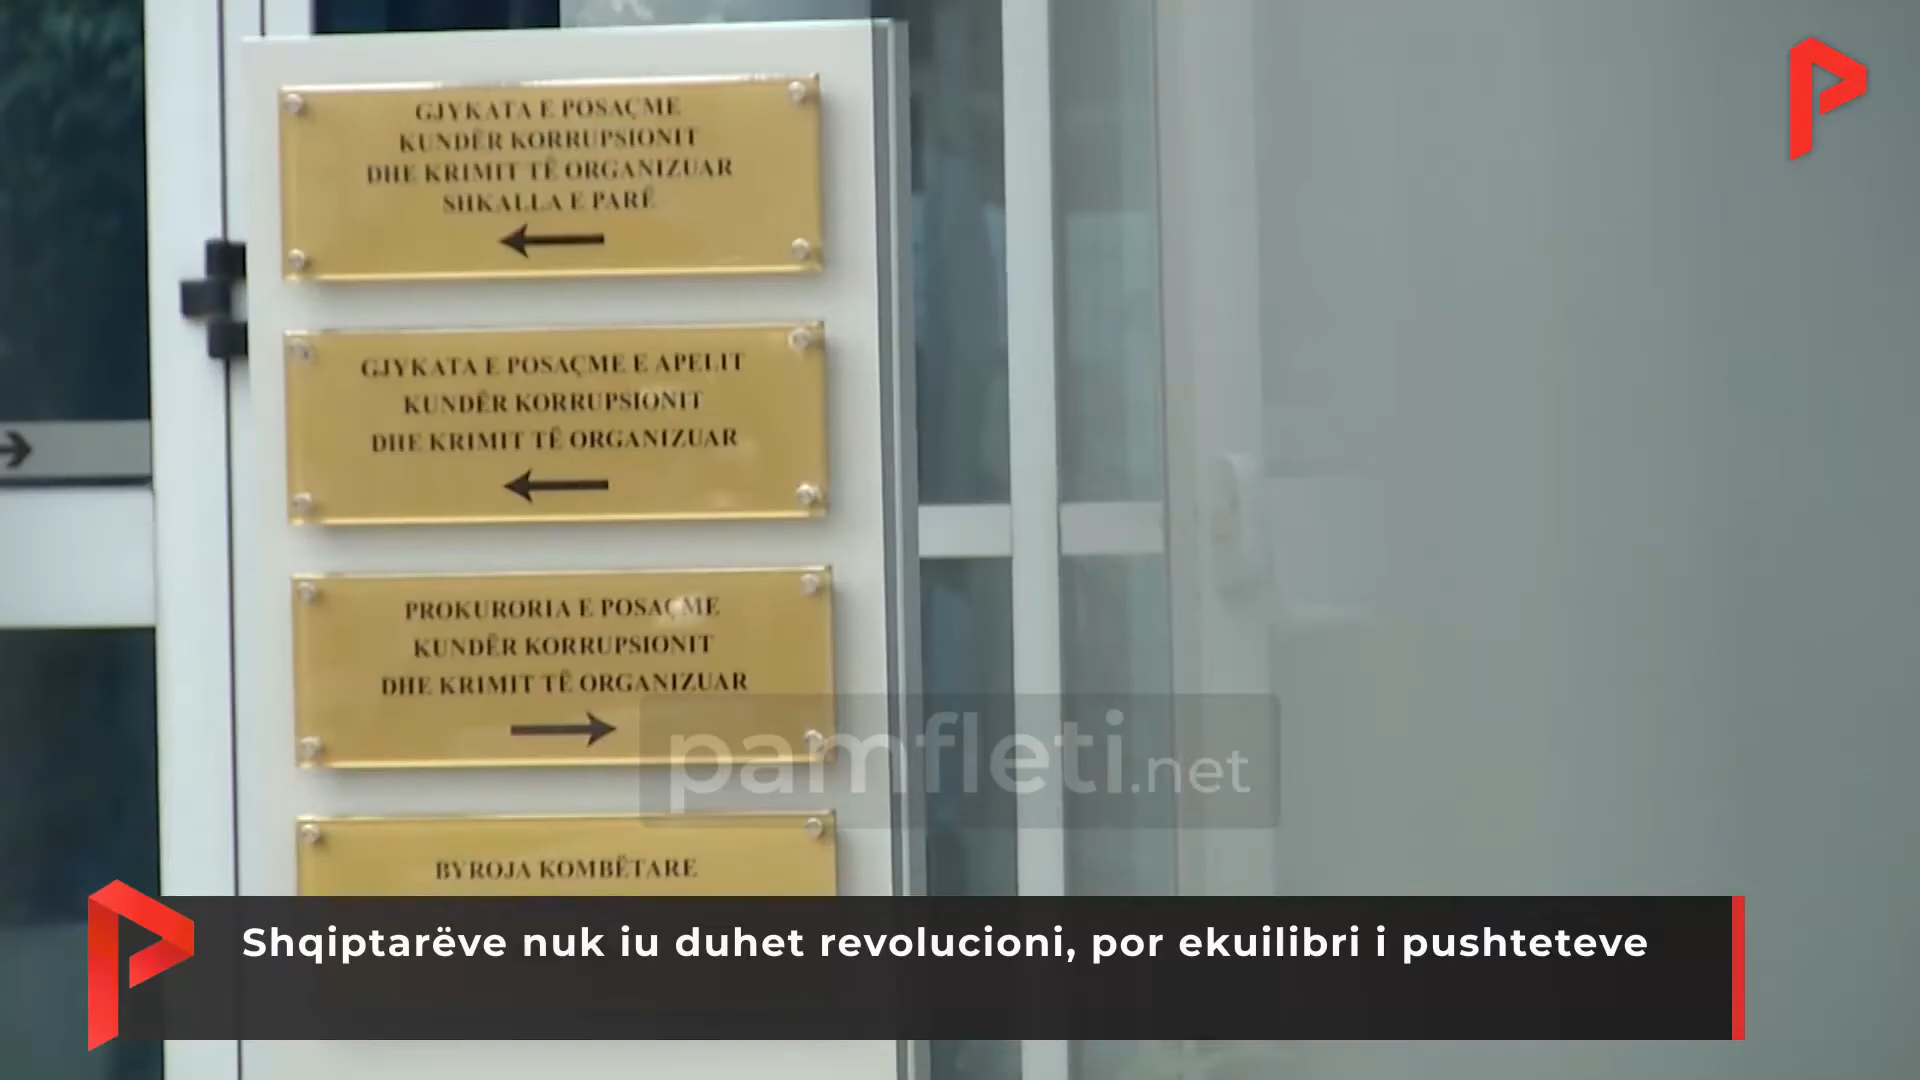 GJYKATA E POSAÇME
KUNDËR KORRUPSIONIT
DHE KRIMIT TË ORGANIZUAR
SHKALLA E PARË
GJYKATA E POSAÇME E APELIT
KUNDËR KORRUPSIONIT
DHE KRIMIT TË ORGANIZUAR
PROKURORIA E POSAÇME
KUNDËR KORRUPSIONIT
DHE KRIMIT TË ORGANIZUAR
pamfleti.net
BYROJA KOMBËTARE
Shqiptarëve nuk iu duhet revolucioni, por ekuilibri i pushteteve